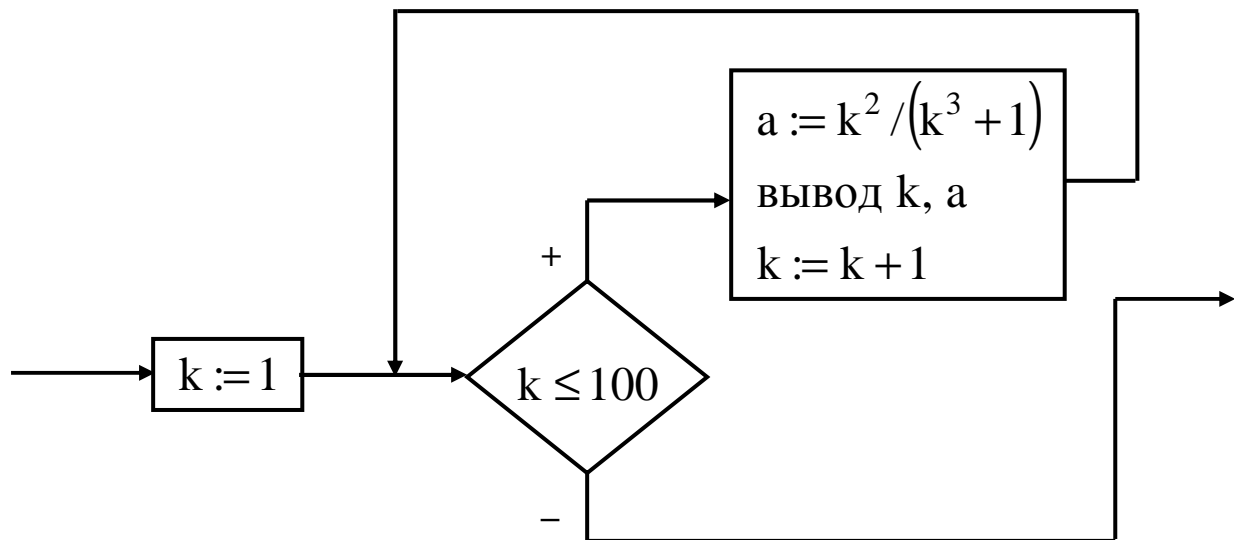 k := 1
k ≤ 100
+
−
a := k² / (k³ + 1)
вывод k, a
k := k + 1